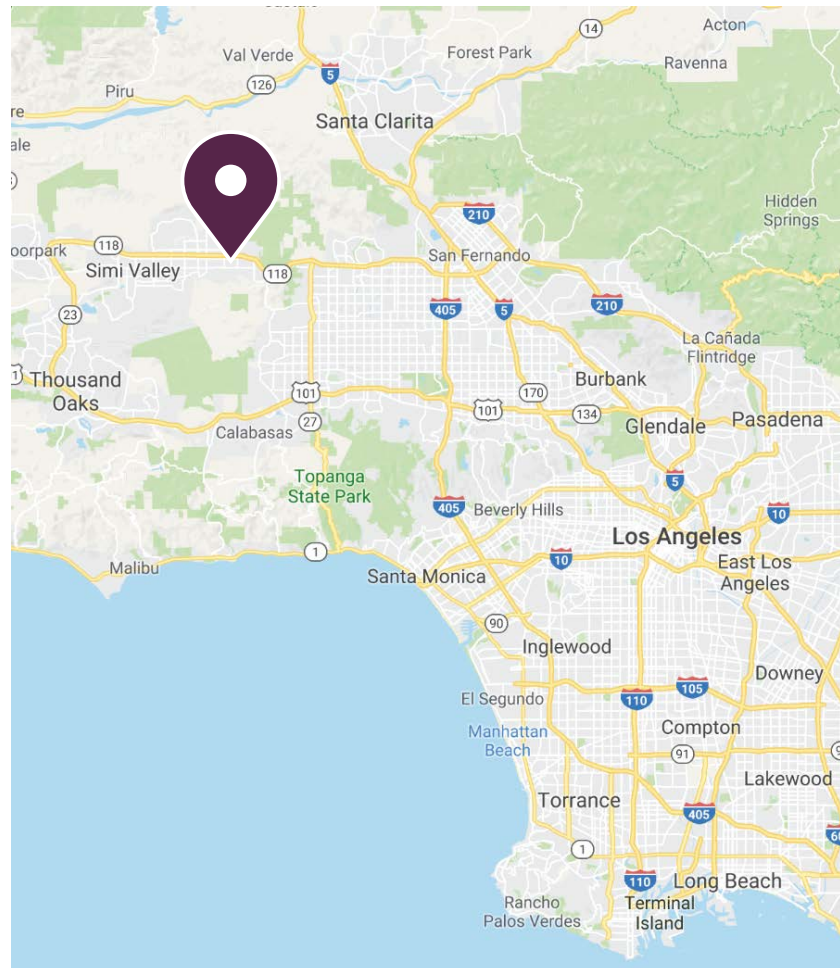 Acton
14
Val Verde
Forest Park
Ravenna
5
126
Piru
re
Santa Clarita
ale
Hidden
Springs
210
118
oorpark
San Fernando
Simi Valley
118
405
5
210
23
La Cañada
Flintridge
1
Thousand
Oaks
Burbank
101
170
101
134
27
Pasadena
Glendale
Calabasas
Topanga
State Park
5
405
Beverly Hills
10
Los Angeles
1
10
East Los
Angeles
Malibu
Santa Monica
90
Inglewood
Downey
El Segundo
105
110
Compton
Manhattan
Beach
91
Lakewood
Torrance
405
60
1
110
Long Beach
Rancho
Palos Verdes
Terminal
Island